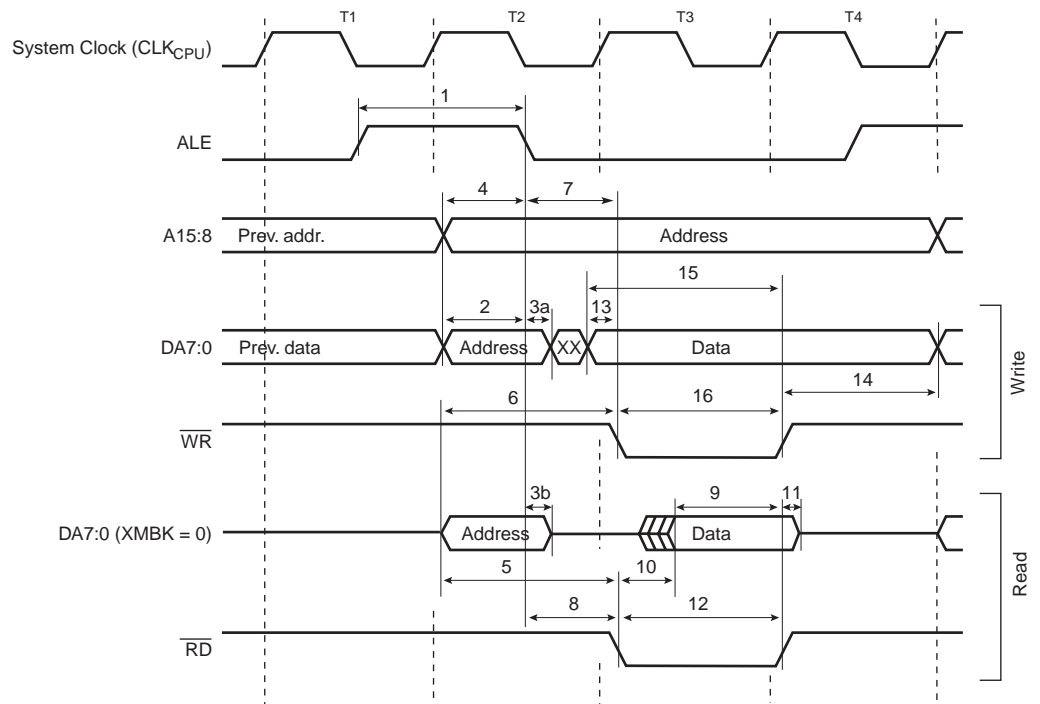 T1 T2 T3 T4
System Clock (CLKCPU)
1
ALE
4 7
A15:8 Prev. addr. Address
15
2 3a 13
DA7:0 Prev. data Address XX Data
14
6 16
WR
Write
3b 9 11
DA7:0 (XMBK = 0) Address Data
5 10
8 12
RD
Read